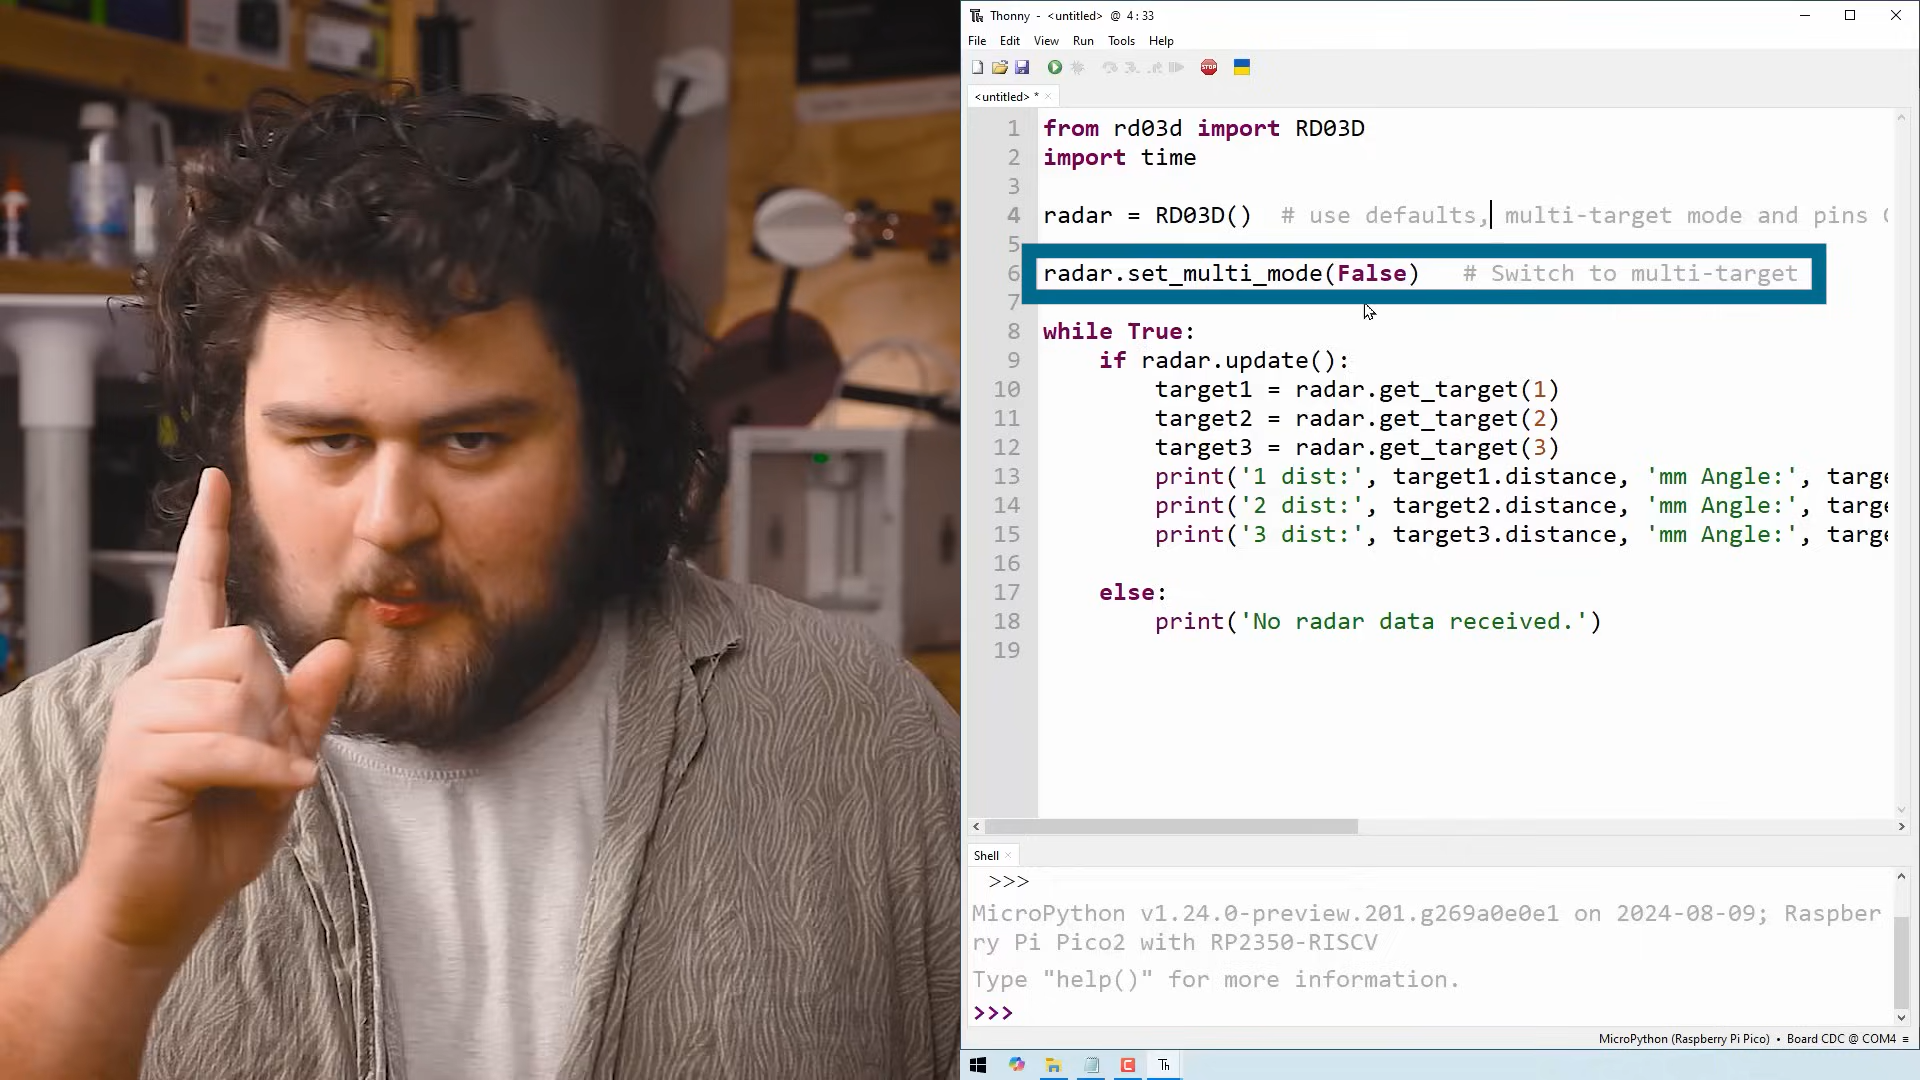 Thonny - <untitled> @ 4:33
File Edit View Run Tools Help
STOP
<untitled> *
1 from rd03d import RD03D
2 import time
3
4 radar = RD03D()  # use defaults, multi-target mode and pins
5
6 radar.set_multi_mode(False)   # Switch to multi-target
7
8 while True:
9     if radar.update():
10         target1 = radar.get_target(1)
11         target2 = radar.get_target(2)
12         target3 = radar.get_target(3)
13         print('1 dist:', target1.distance, 'mm Angle:', targe
14         print('2 dist:', target2.distance, 'mm Angle:', targe
15         print('3 dist:', target3.distance, 'mm Angle:', targe
16
17     else:
18         print('No radar data received.')
19
Shell
>>>
MicroPython v1.24.0-preview.201.g269a0e0e1 on 2024-08-09; Raspber
ry Pi Pico2 with RP2350-RISCV
Type "help()" for more information.
>>>
MicroPython (Raspberry Pi Pico) • Board CDC @ COM4 ≡